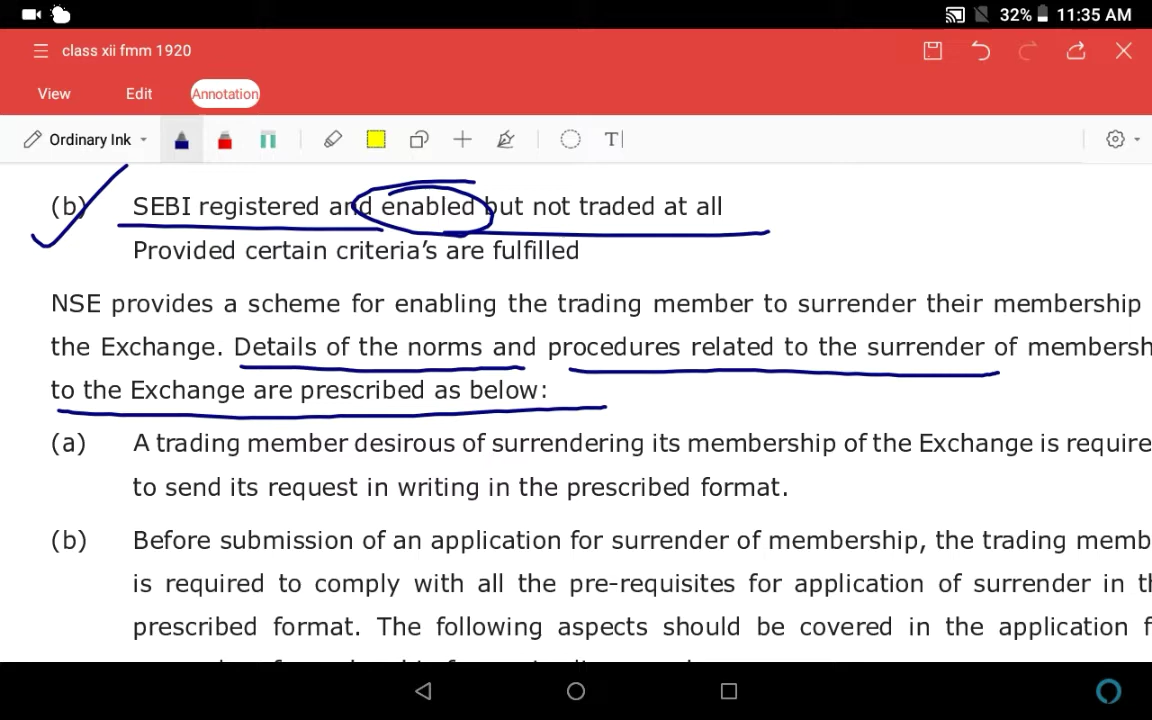 32% 11:35 AM
class xii fmm 1920
View Edit Annotation
Ordinary Ink T
(b) SEBI registered and enabled but not traded at all
Provided certain criteria’s are fulfilled
NSE provides a scheme for enabling the trading member to surrender their membership
the Exchange. Details of the norms and procedures related to the surrender of membersh
to the Exchange are prescribed as below:
(a) A trading member desirous of surrendering its membership of the Exchange is require
to send its request in writing in the prescribed format.
(b) Before submission of an application for surrender of membership, the trading memb
is required to comply with all the pre-requisites for application of surrender in th
prescribed format. The following aspects should be covered in the application f